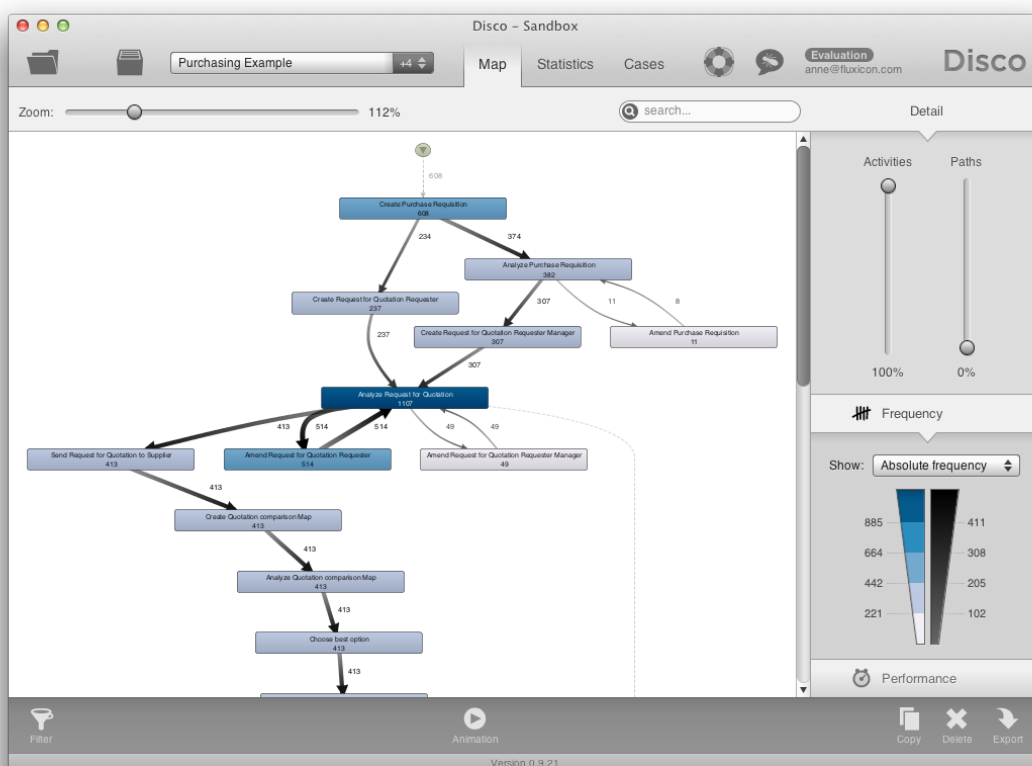 Disco – Sandbox
Purchasing Example
+4
Map
Statistics
Cases
Evaluation
anne@fluxicon.com
Disco
Zoom:
112%
search...
Detail
608
Create Purchase Requisition
608
234
374
Analyze Purchase Requisition
382
Create Request for Quotation Requester
237
307
11
8
237
Create Request for Quotation Requester Manager
307
Amend Purchase Requisition
11
307
Analyze Request for Quotation
1107
413
514
514
49
49
Send Request for Quotation to Supplier
413
Amend Request for Quotation Requester
514
Amend Request for Quotation Requester Manager
49
413
Create Quotation comparison Map
413
413
Analyze Quotation comparison Map
413
413
Choose best option
413
413
Activities
Paths
100%
0%
Frequency
Show:
Absolute frequency
885
411
664
308
442
205
221
102
Performance
Filter
Animation
Copy
Delete
Export
Version 0.9.21